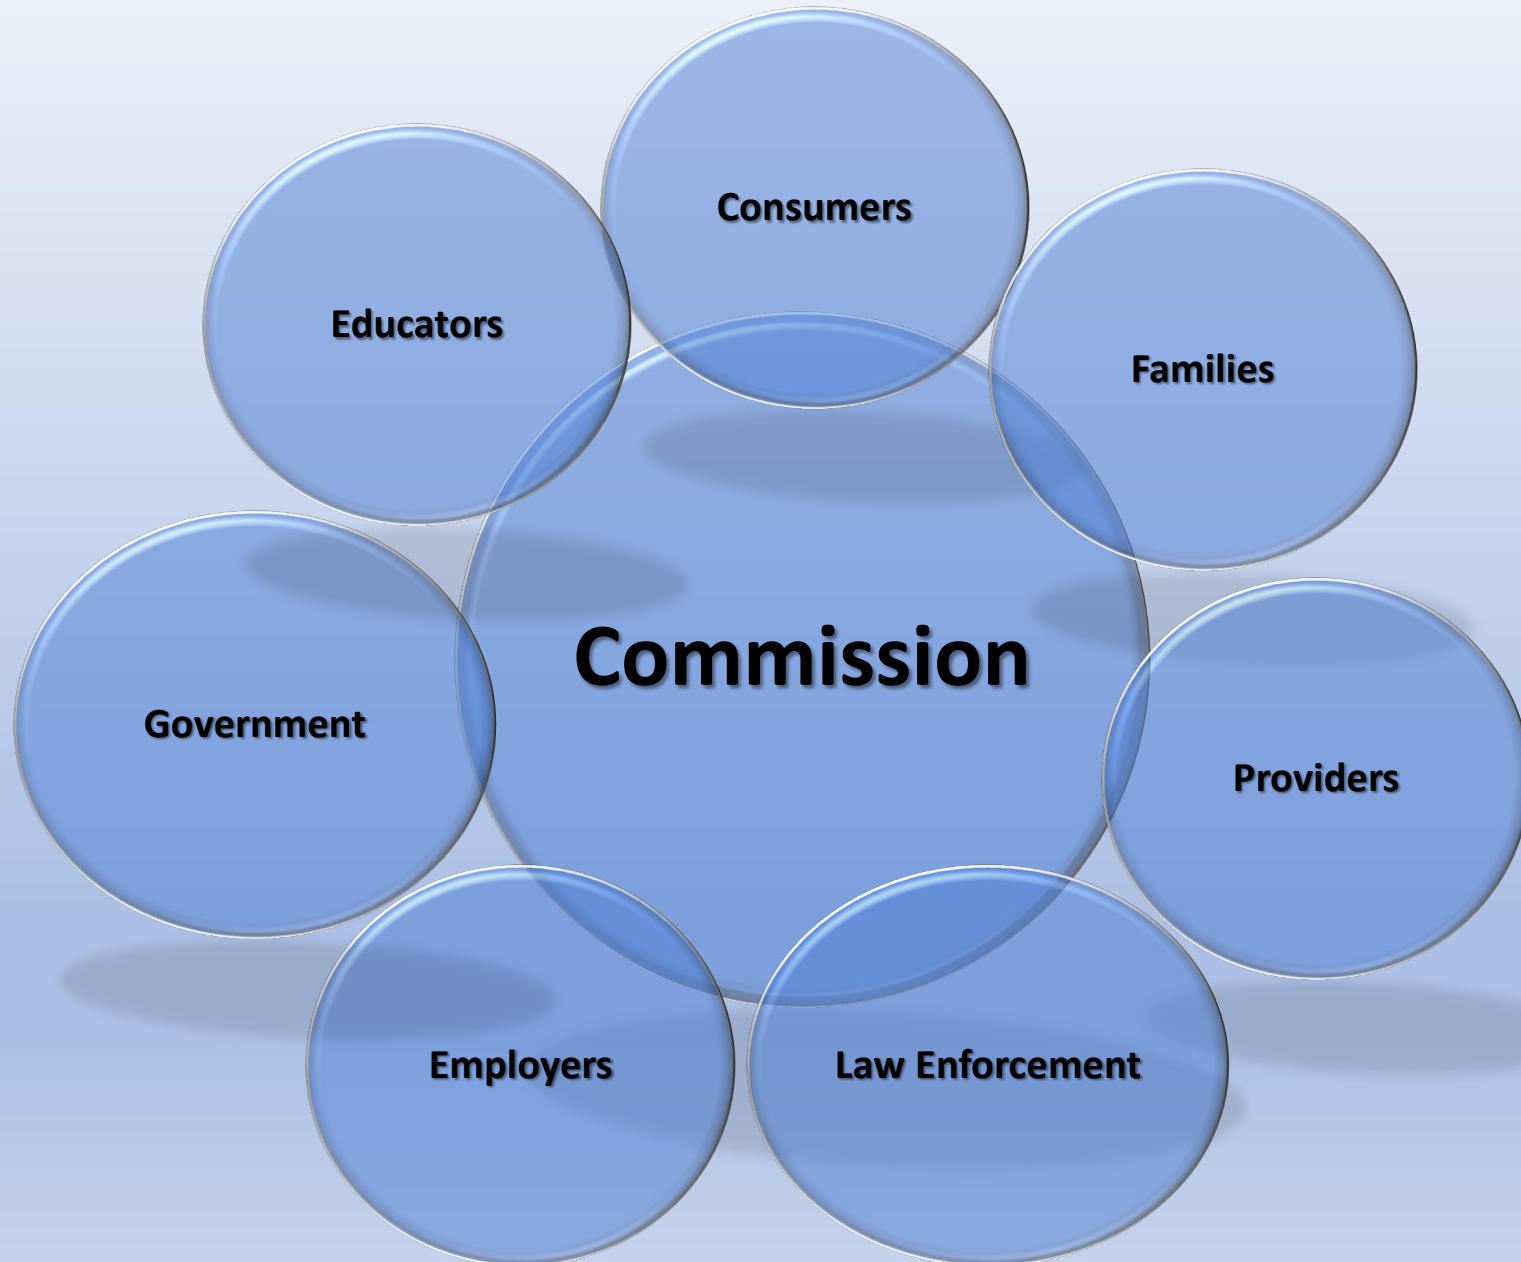 Consumers
Educators
Families
Commission
Government
Providers
Employers
Law Enforcement